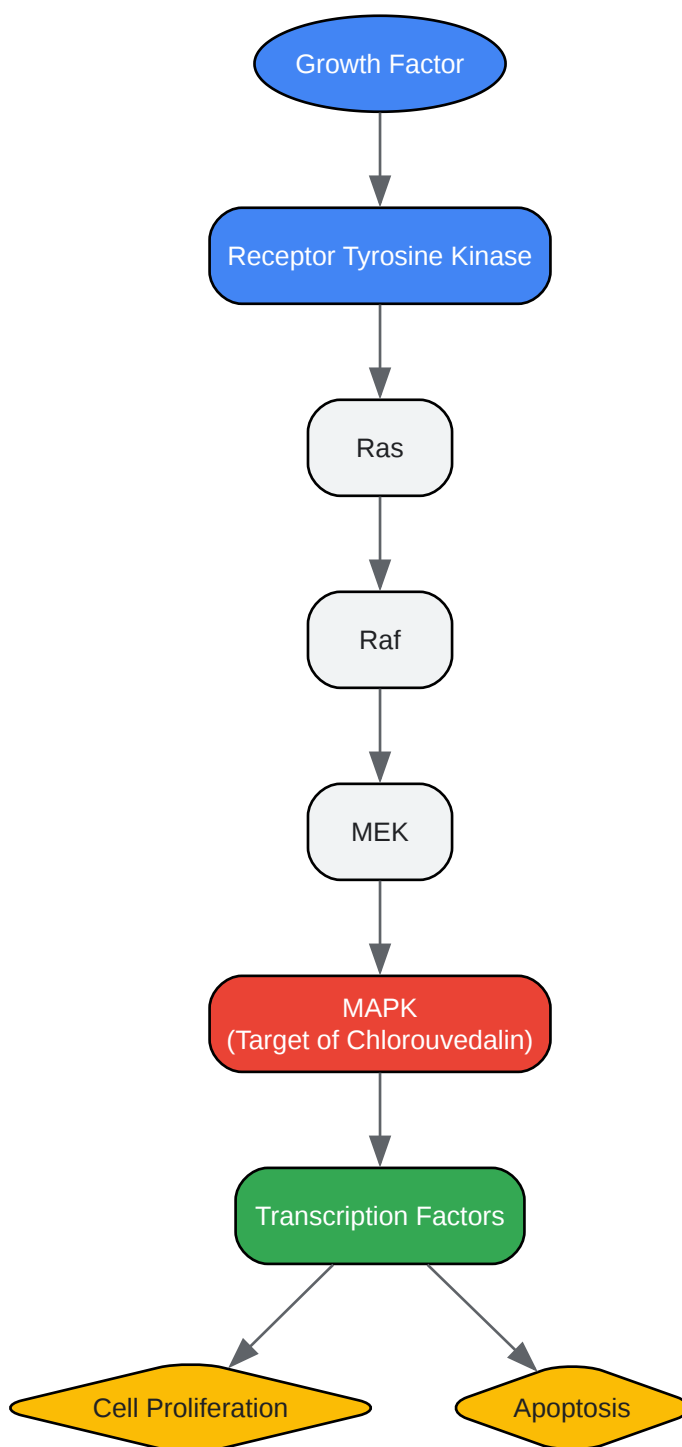 Growth Factor
Receptor Tyrosine Kinase
Ras
Raf
MEK
MAPK
(Target of Chlorouvedalin)
Transcription Factors
Cell Proliferation
Apoptosis